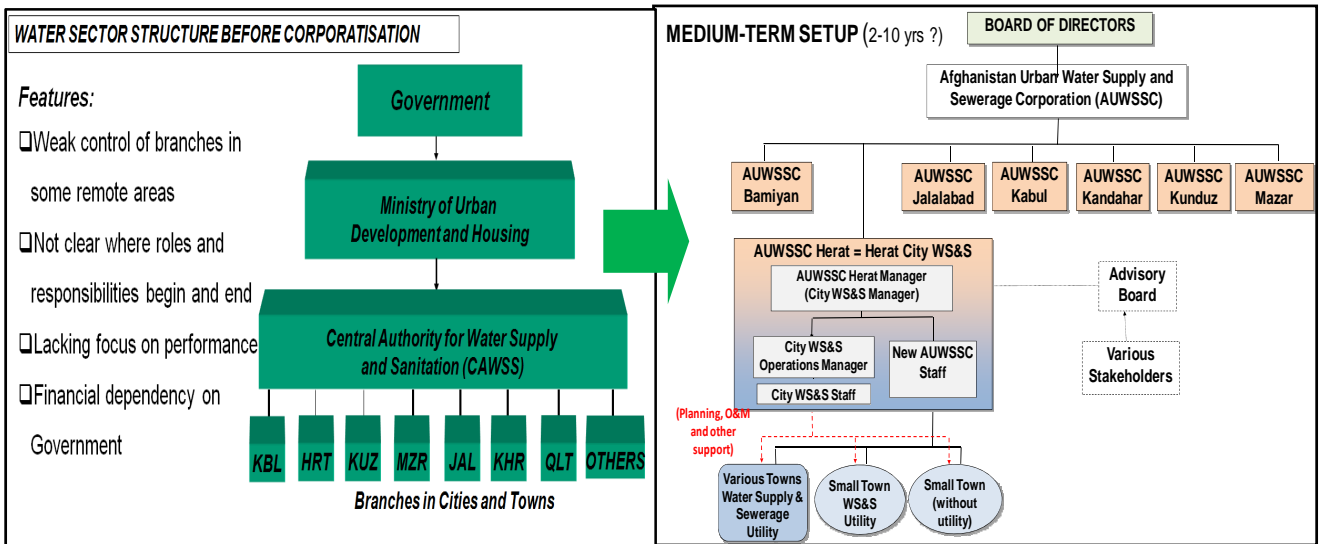 WATER SECTOR STRUCTURE BEFORE CORPORATISATION
Features:
❑Weak control of branches in
some remote areas
❑Not clear where roles and
responsibilities begin and end
❑Lacking focus on performance
❑Financial dependency on
Government
Government
Ministry of Urban
Development and Housing
Central Authority for Water Supply
and Sanitation (CAWSS)
KBL
HRT
KUZ
MZR
JAL
KHR
QLT
OTHERS
Branches in Cities and Towns
MEDIUM-TERM SETUP (2-10 yrs ?)
BOARD OF DIRECTORS
Afghanistan Urban Water Supply and
Sewerage Corporation (AUWSSC)
AUWSSC
Bamiyan
AUWSSC
Jalalabad
AUWSSC
Kabul
AUWSSC
Kandahar
AUWSSC
Kunduz
AUWSSC
Mazar
AUWSSC Herat = Herat City WS&S
AUWSSC Herat Manager
(City WS&S Manager)
City WS&S
Operations Manager
City WS&S Staff
New AUWSSC
Staff
Advisory
Board
Various
Stakeholders
(Planning, O&M
and other
support)
Various Towns
Water Supply &
Sewerage
Utility
Small Town
WS&S
Utility
Small Town
(without
utility)